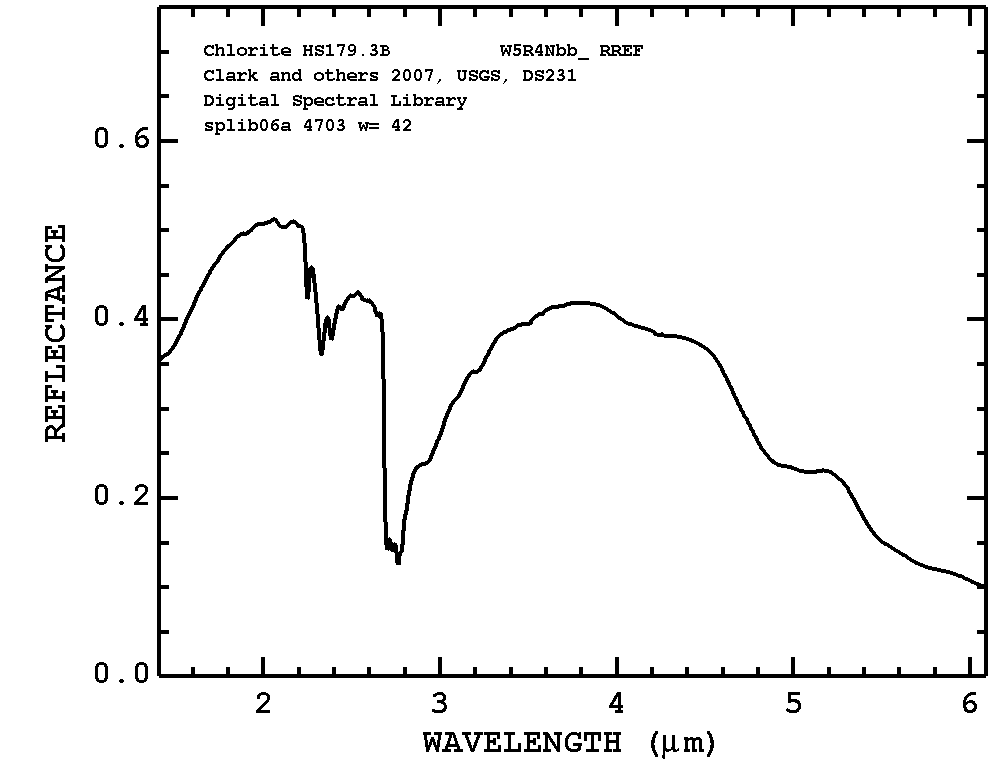 Chlorite HS179.3B W5R4Nbb_ RREF
Clark and others 2007, USGS, DS231
Digital Spectral Library
splib06a 4703 w= 42
0.6
0.4
0.2
0.0
REFLECTANCE
2 3 4 5 6
WAVELENGTH (μm)